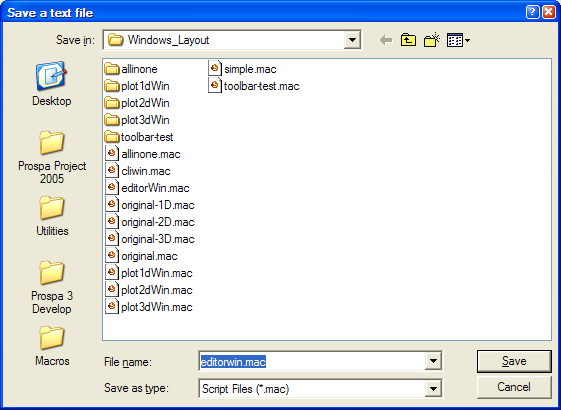 Save a text file
Save in: Windows_Layout
Desktop
Prospa Project
2005
Utilities
Prospa 3
Develop
Macros
allinone
plot1dWin
plot2dWin
plot3dWin
toolbar-test
allinone.mac
cliwin.mac
editorWin.mac
original-1D.mac
original-2D.mac
original-3D.mac
original.mac
plot1dWin.mac
plot2dWin.mac
plot3dWin.mac
simple.mac
toolbar-test.mac
File name: editorwin.mac Save
Save as type: Script Files (*.mac) Cancel